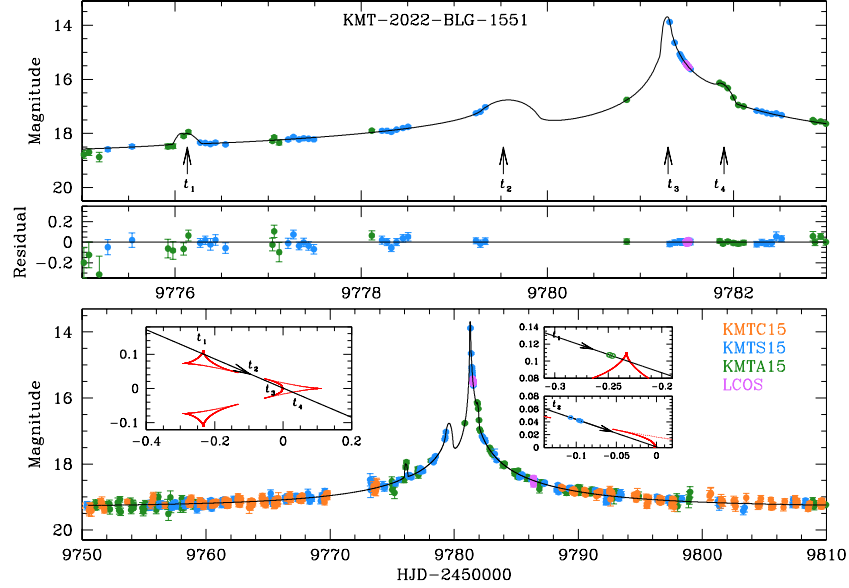 KMT-2022-BLG-1551
Magnitude
14
16
18
20
t1
t2
t3
t4
Residual
0.2
0
-0.2
9776
9778
9780
9782
Magnitude
14
16
18
20
0.1
0
-0.1
-0.4
-0.2
0
0.2
t1
t2
t3
t4
0.14
0.12
0.1
0.08
-0.3
-0.25
-0.2
t1
0.06
0.04
0.02
0
-0.1
-0.05
0
t2
KMTC15
KMTS15
KMTA15
LCOS
9750
9760
9770
9780
9790
9800
9810
HJD-2450000